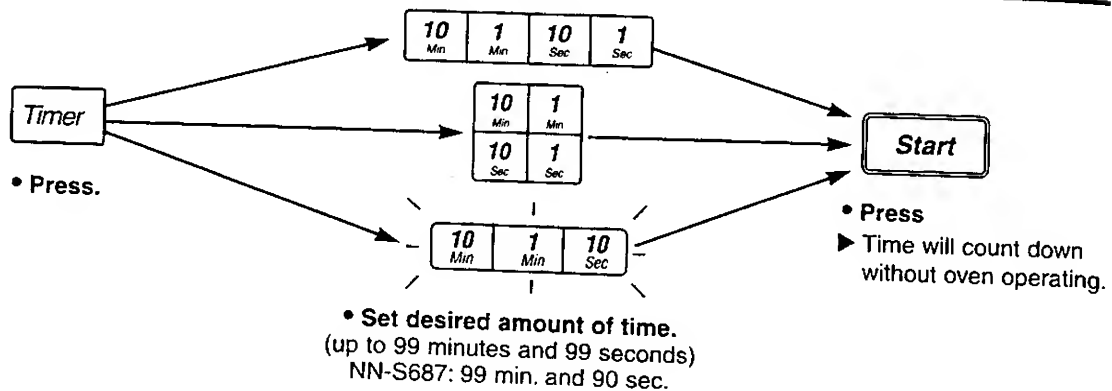 10 1 10 1
Min Min Sec Sec
Timer
• Press.
10 1
Min Min
10 1
Sec Sec
10 1 10
Min Min Sec
• Set desired amount of time.
(up to 99 minutes and 99 seconds)
NN-S687: 99 min. and 90 sec.
Start
• Press
▶ Time will count down
without oven operating.